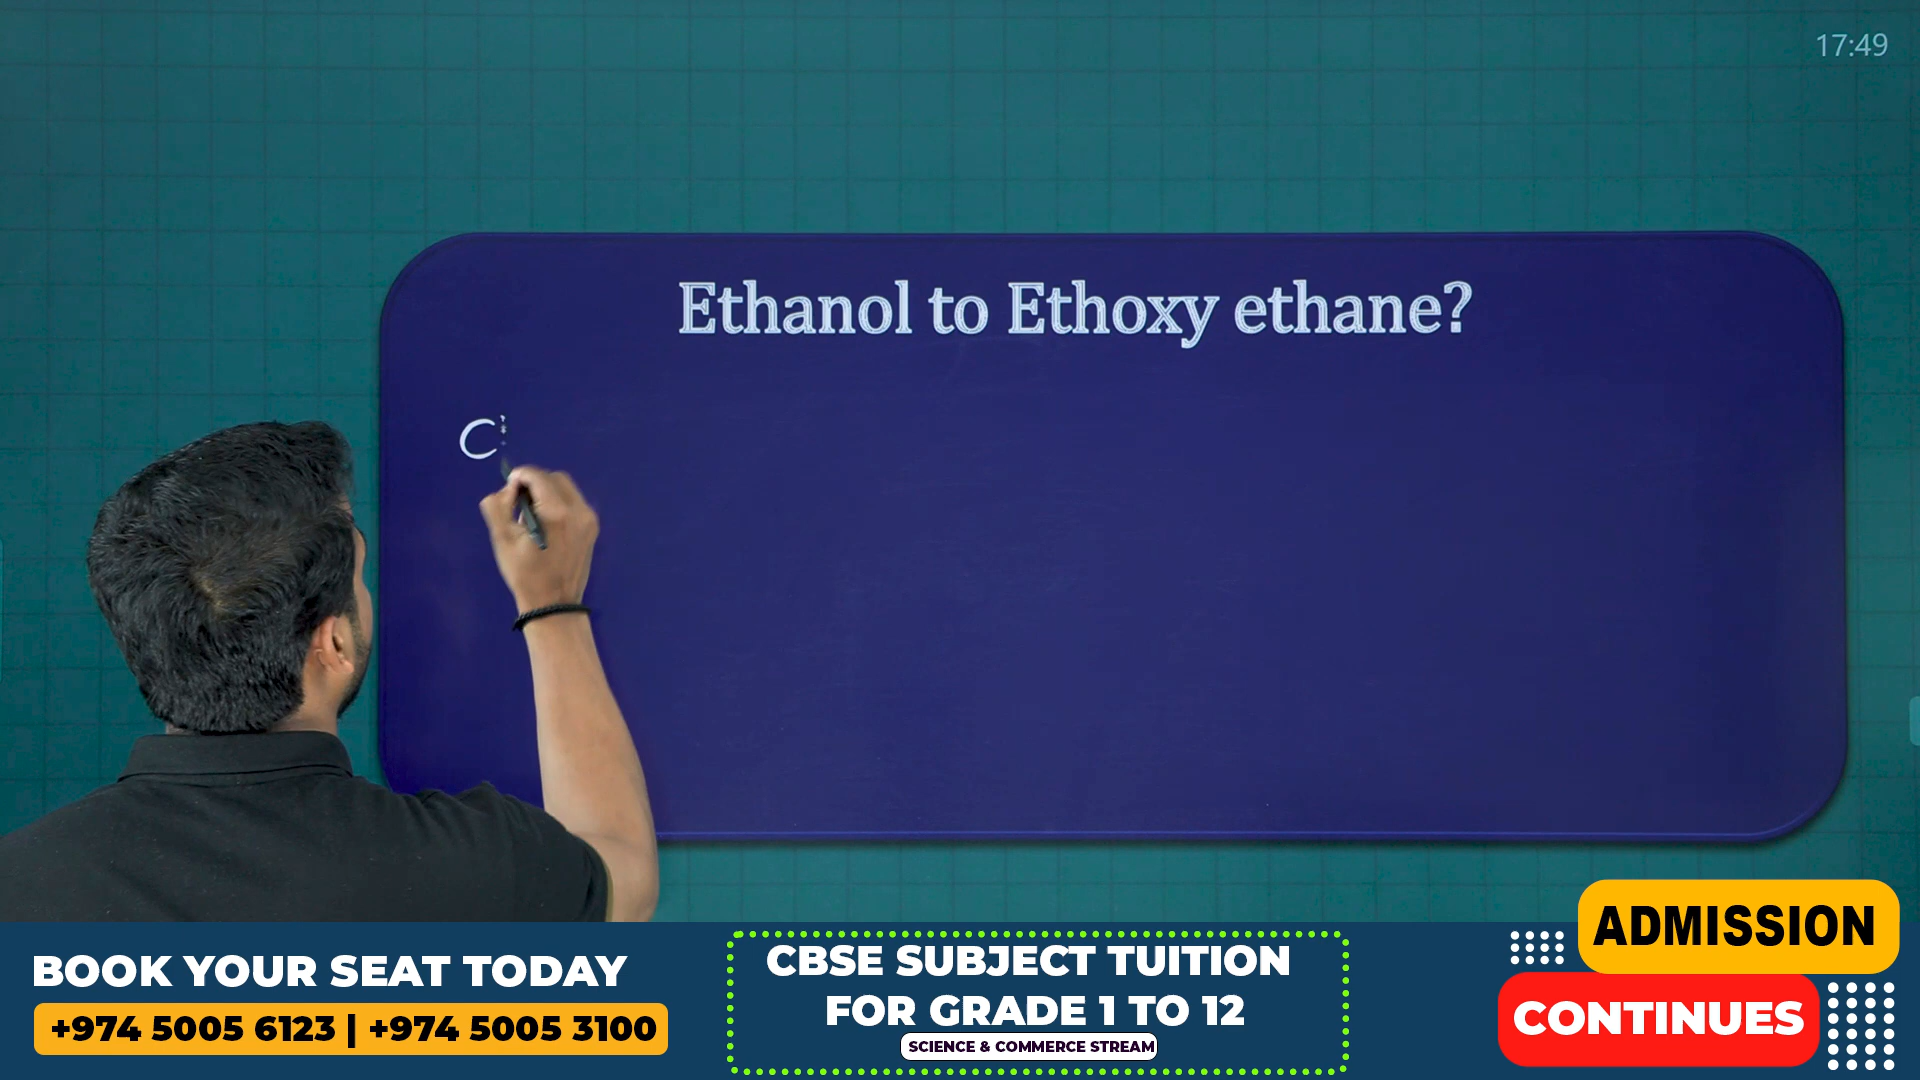 17:49
Ethanol to Ethoxy ethane?
C
BOOK YOUR SEAT TODAY
+974 5005 6123 | +974 5005 3100
CBSE SUBJECT TUITION
FOR GRADE 1 TO 12
SCIENCE & COMMERCE STREAM
ADMISSION
CONTINUES